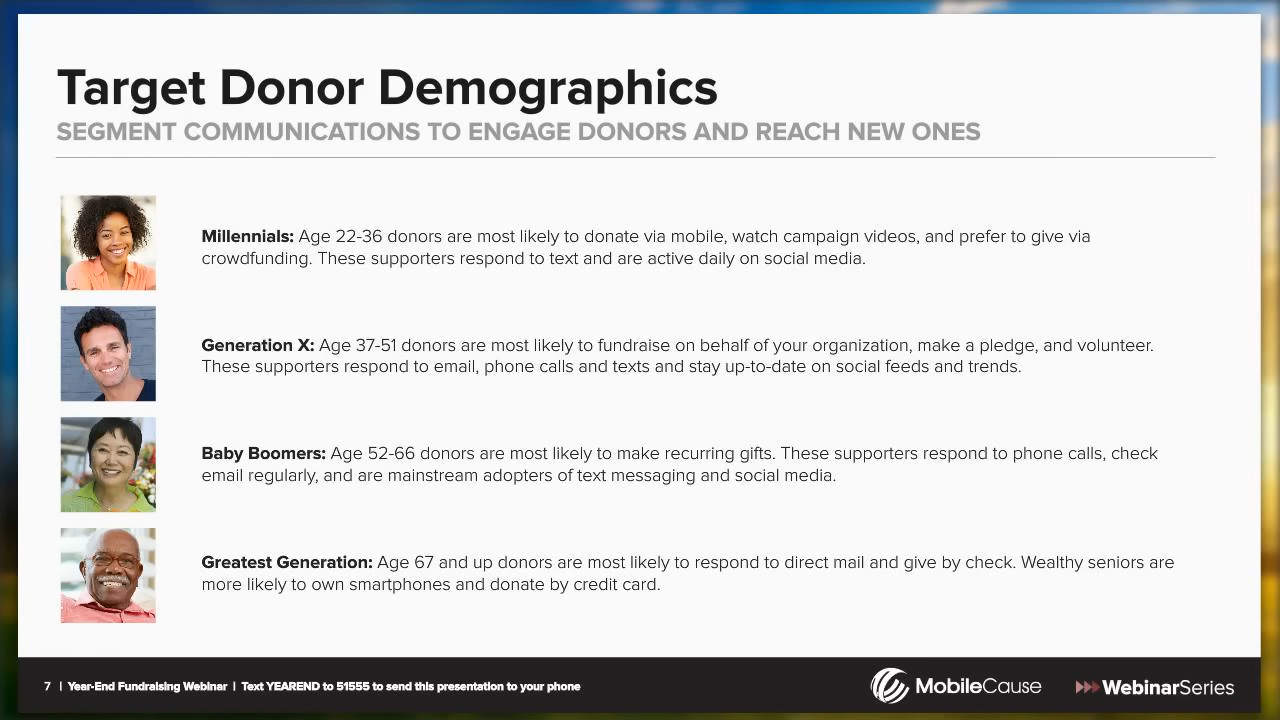 Target Donor Demographics
SEGMENT COMMUNICATIONS TO ENGAGE DONORS AND REACH NEW ONES
Millennials: Age 22-36 donors are most likely to donate via mobile, watch campaign videos, and prefer to give via
crowdfunding. These supporters respond to text and are active daily on social media.
Generation X: Age 37-51 donors are most likely to fundraise on behalf of your organization, make a pledge, and volunteer.
These supporters respond to email, phone calls and texts and stay up-to-date on social feeds and trends.
Baby Boomers: Age 52-66 donors are most likely to make recurring gifts. These supporters respond to phone calls, check
email regularly, and are mainstream adopters of text messaging and social media.
Greatest Generation: Age 67 and up donors are most likely to respond to direct mail and give by check. Wealthy seniors are
more likely to own smartphones and donate by credit card.
7 | Year-End Fundraising Webinar | Text YEAREND to 51555 to send this presentation to your phone
MobileCause
WebinarSeries